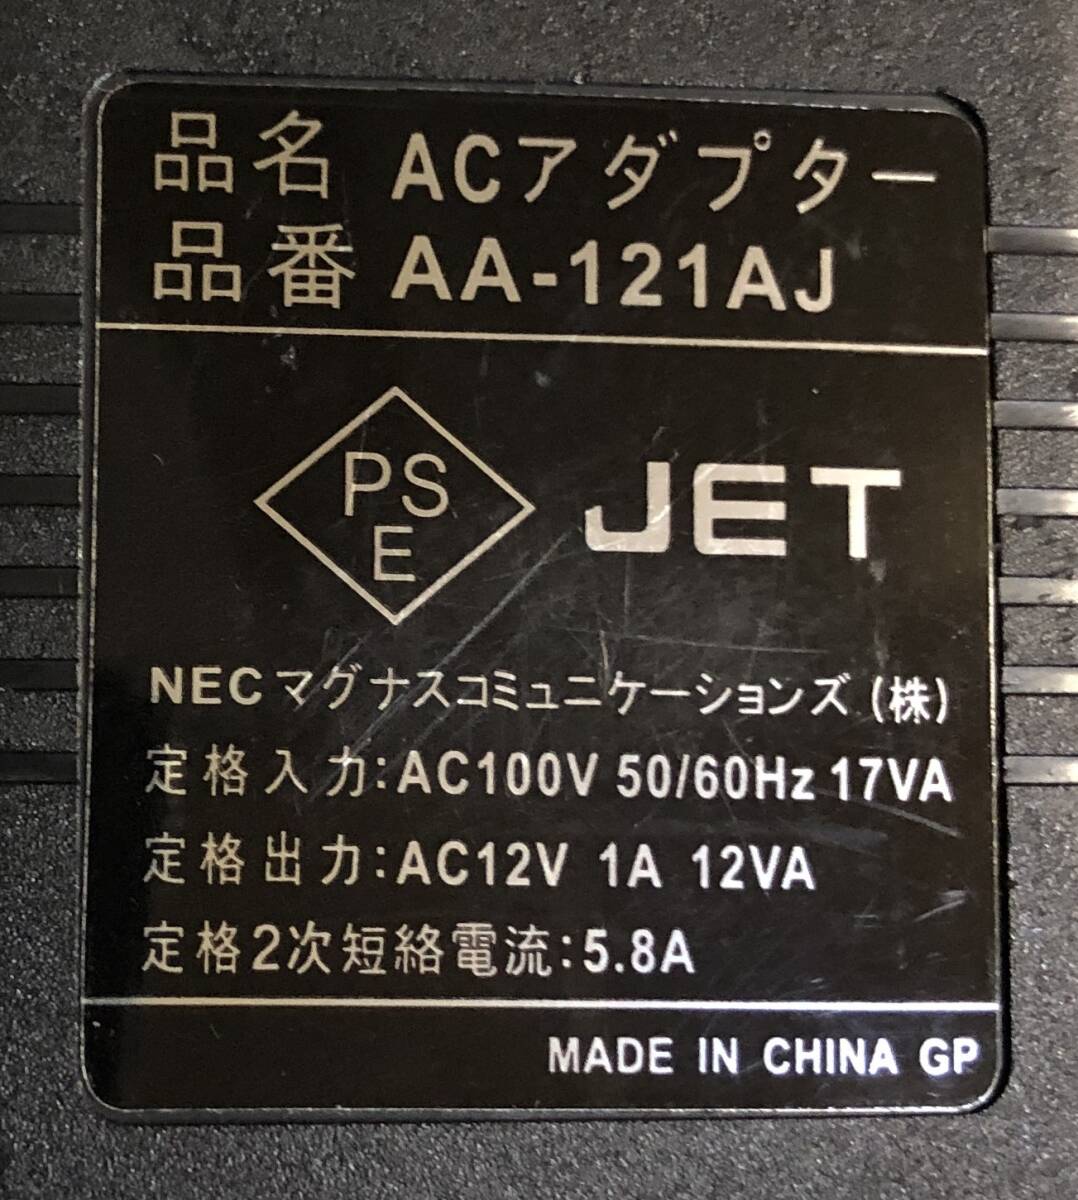 品名 ACアダプター
品番 AA-121AJ
PS
E
JET
NECマグナスコミュニケーションズ (株)
定格入力:AC100V 50/60Hz 17VA
定格出力:AC12V 1A 12VA
定格2次短絡電流:5.8A
MADE IN CHINA GP